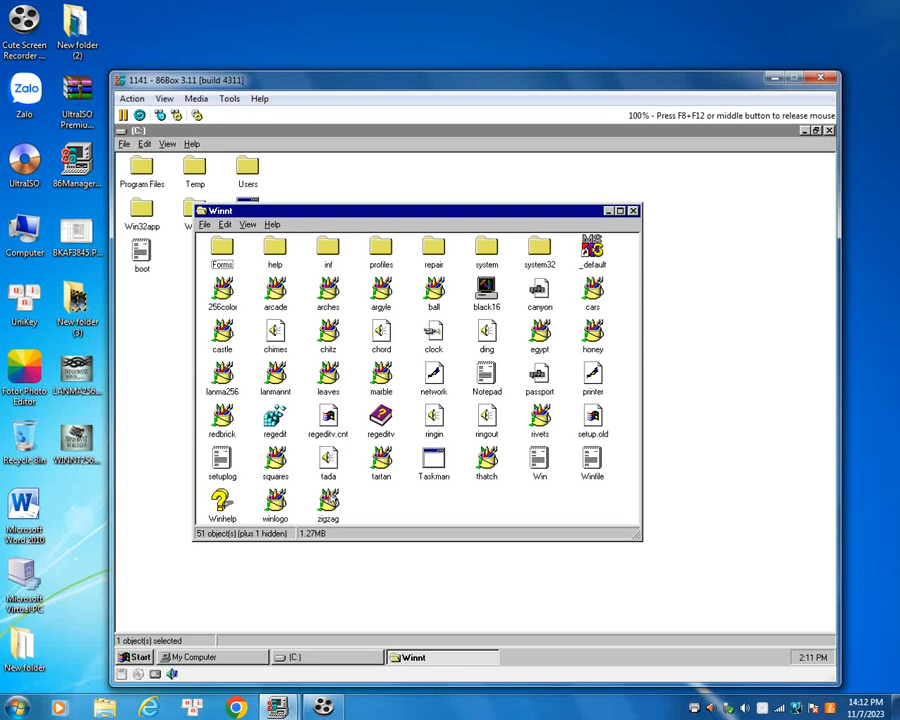 Cute Screen Recorder ...
New folder (2)
Zalo
Zalo
UltraISO Premiu...
UltraISO
86Manager...
Computer
BKAF3845.P...
UniKey
New folder (3)
Fotor Photo Editor
LANMA256...
Recycle Bin
WINNT256...
Microsoft Word 2010
Microsoft Virtual PC
New folder
1141 - 86Box 3.11 [build 4311]
Action View Media Tools Help
100% - Press F8+F12 or middle button to release mouse
(C:)
File Edit View Help
Program Files Temp Users
Win32app
boot
Winnt
File Edit View Help
Forms help inf profiles repair system system32 _default
256color arcade arches argyle ball black16 canyon cars
castle chimes chitz chord clock ding egypt honey
lanma256 lanmannt leaves marble network Notepad passport printer
redbrick regedit regeditv.cnt regeditv ringin ringout rivets setup.old
setuplog squares tada tartan Taskman thatch Win Winfile
Winhelp winlogo zigzag
51 object(s) (plus 1 hidden) 1.27MB
1 object(s) selected
Start My Computer (C:) Winnt 2:11 PM
14:12 PM
11/7/2023